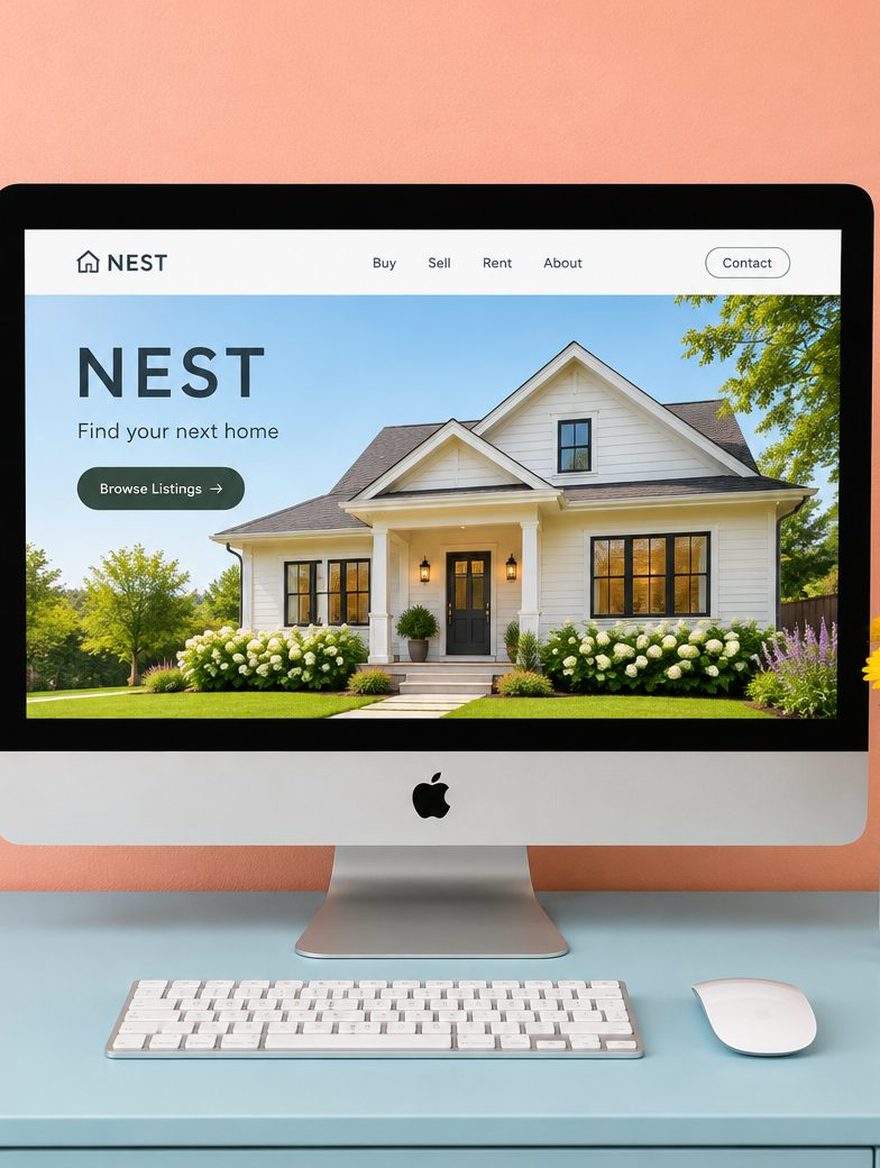 NEST
Buy Sell Rent About
Contact
NEST
Find your next home
Browse Listings →